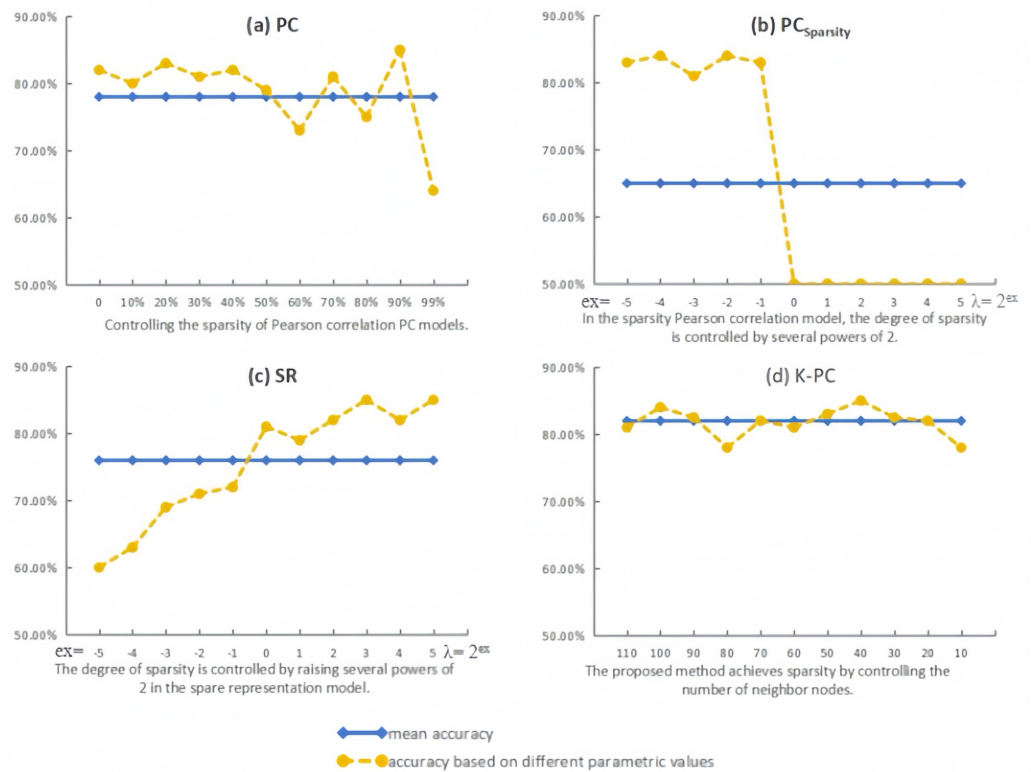 (a) PC
90.00%
80.00%
70.00%
60.00%
50.00%
0 10% 20% 30% 40% 50% 60% 70% 80% 90% 99%
Controlling the sparsity of Pearson correlation PC models.
(b) PCSparsity
90.00%
80.00%
70.00%
60.00%
50.00%
ex= -5 -4 -3 -2 -1 0 1 2 3 4 5 λ= 2^ex
In the sparsity Pearson correlation model, the degree of sparsity
is controlled by several powers of 2.
(c) SR
90.00%
80.00%
70.00%
60.00%
50.00%
ex= -5 -4 -3 -2 -1 0 1 2 3 4 5 λ= 2^ex
The degree of sparsity is controlled by raising several powers of
2 in the spare representation model.
(d) K-PC
90.00%
80.00%
70.00%
60.00%
50.00%
110 100 90 80 70 60 50 40 30 20 10
The proposed method achieves sparsity by controlling the
number of neighbor nodes.
mean accuracy
accuracy based on different parametric values